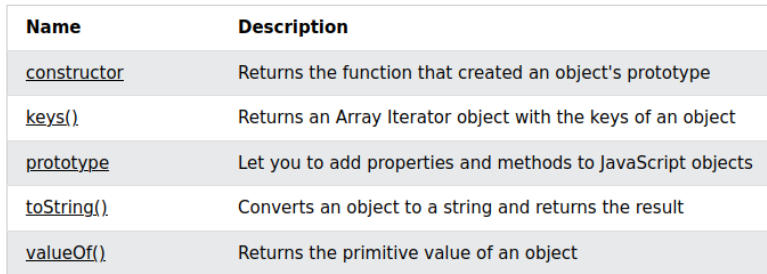 Name Description
constructor Returns the function that created an object's prototype
keys() Returns an Array Iterator object with the keys of an object
prototype Let you to add properties and methods to JavaScript objects
toString() Converts an object to a string and returns the result
valueOf() Returns the primitive value of an object